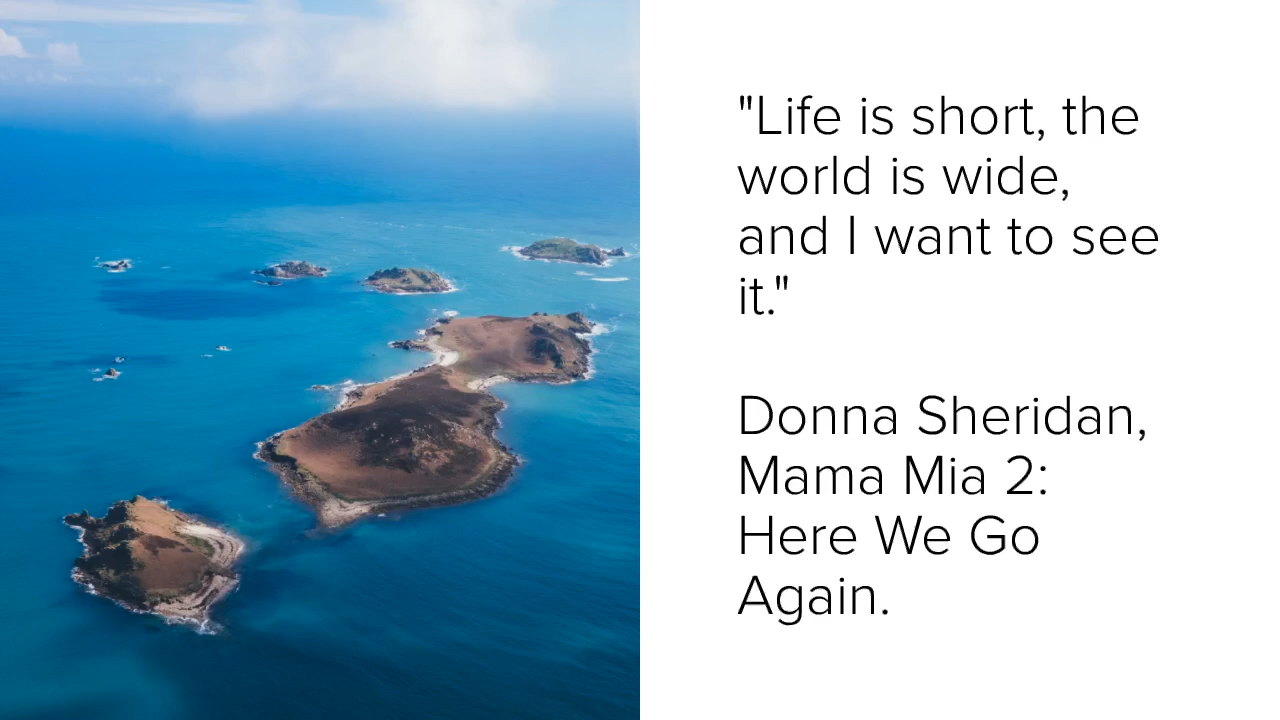 "Life is short, the
world is wide,
and I want to see
it."
Donna Sheridan,
Mama Mia 2:
Here We Go
Again.